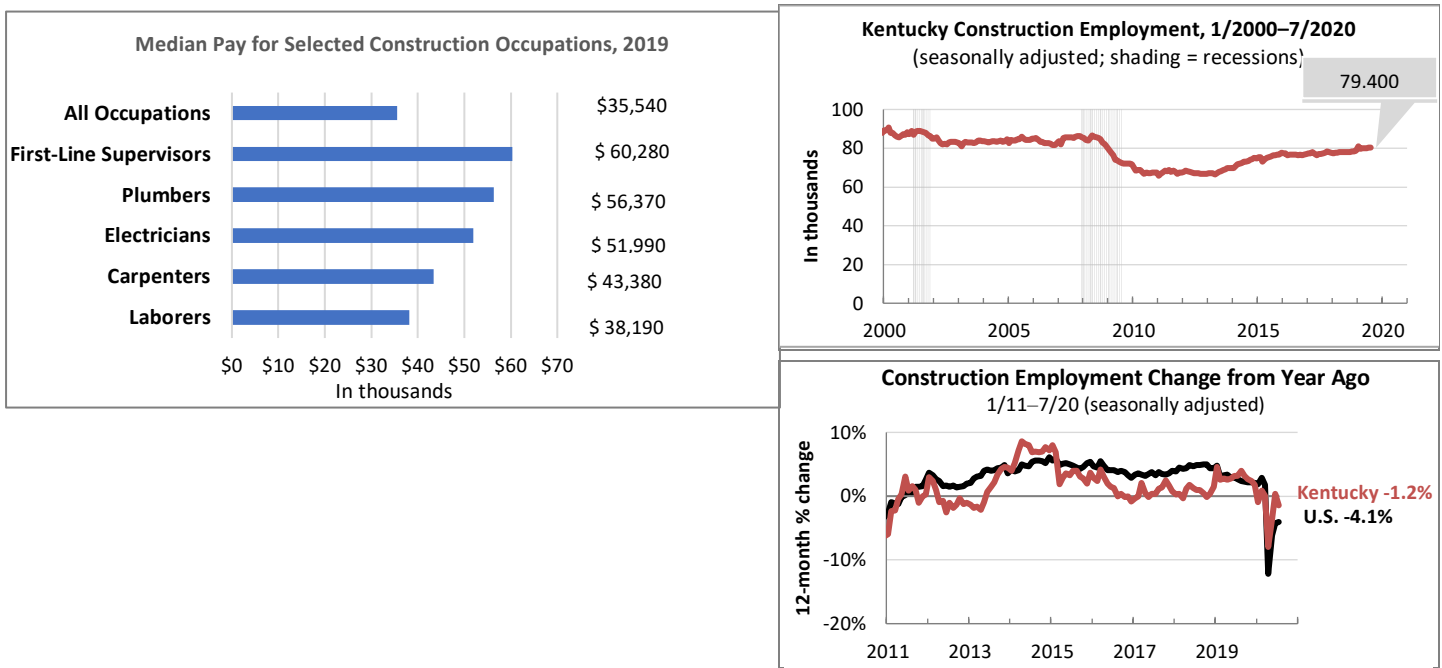 Median Pay for Selected Construction Occupations, 2019
All Occupations
$35,540
First-Line Supervisors
$ 60,280
Plumbers
$ 56,370
Electricians
$ 51,990
Carpenters
$ 43,380
Laborers
$ 38,190
$0 $10 $20 $30 $40 $50 $60 $70
In thousands
Kentucky Construction Employment, 1/2000–7/2020
(seasonally adjusted; shading = recessions)
79.400
In thousands
100
80
60
40
20
0
2000 2005 2010 2015 2020
Construction Employment Change from Year Ago
1/11–7/20 (seasonally adjusted)
12-month % change
10%
0%
-10%
-20%
Kentucky -1.2%
U.S. -4.1%
2011 2013 2015 2017 2019